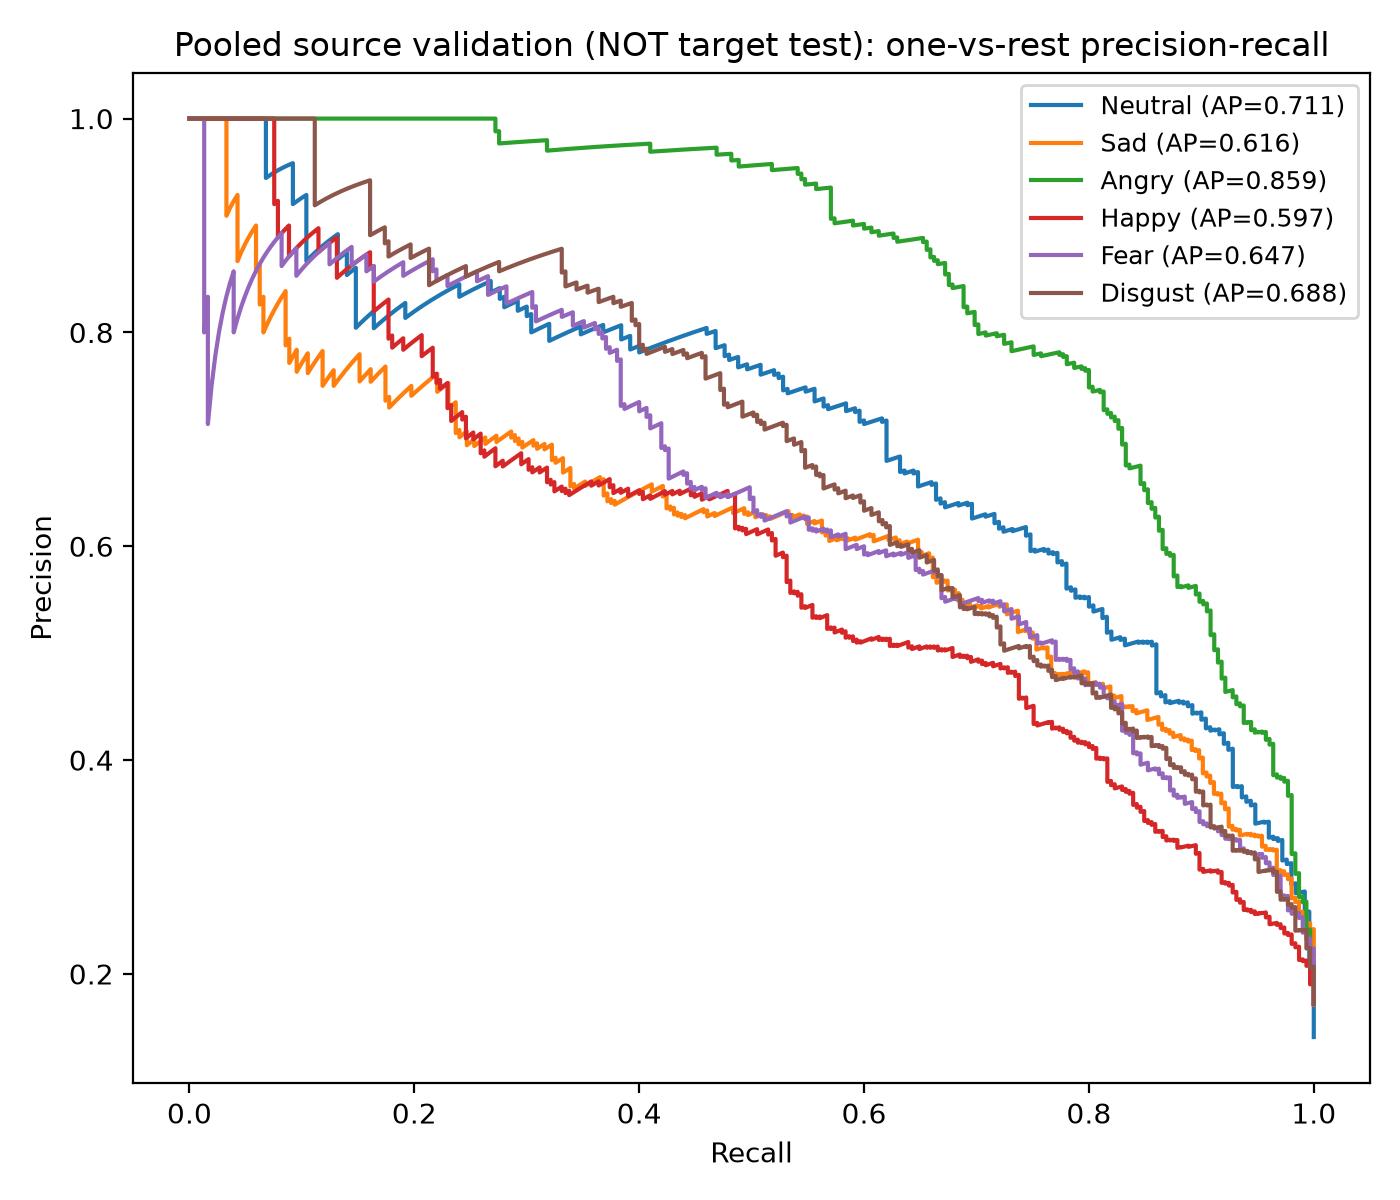 Pooled source validation (NOT target test): one-vs-rest precision-recall
Neutral (AP=0.711)
Sad (AP=0.616)
Angry (AP=0.859)
Happy (AP=0.597)
Fear (AP=0.647)
Disgust (AP=0.688)
1.0
0.8
0.6
0.4
0.2
Precision
0.0 0.2 0.4 0.6 0.8 1.0
Recall